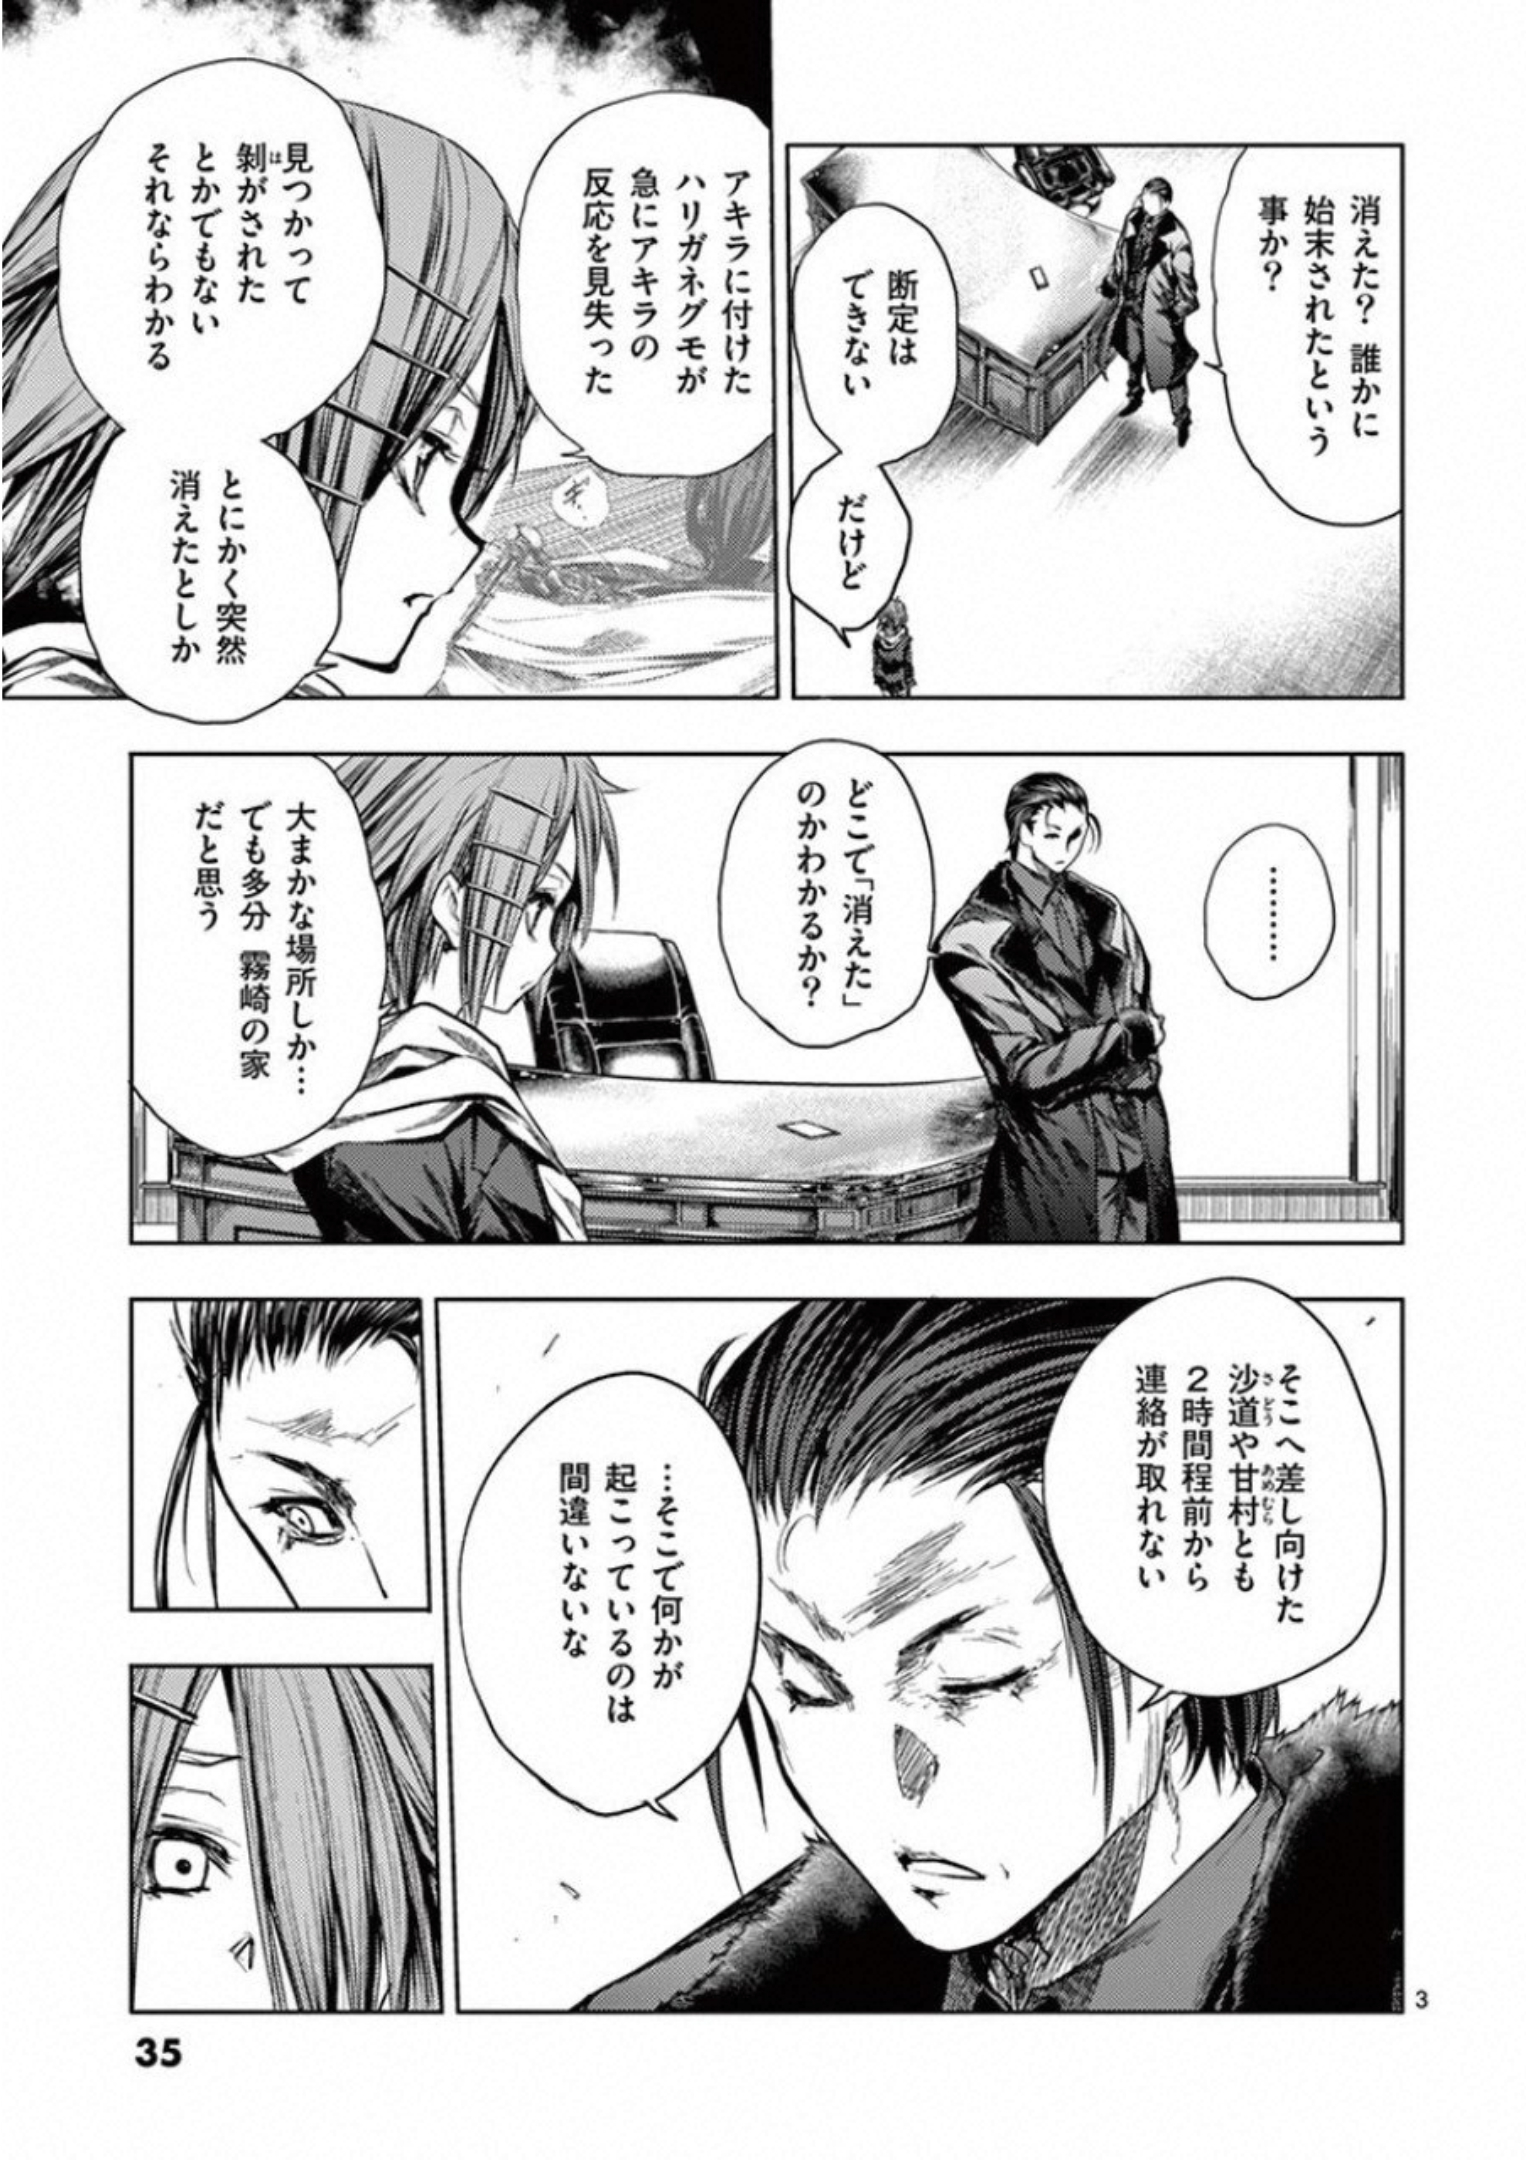 消えた？ 誰かに
始末されたという
事か？
断定は
できない
だけど
アキラに付けた
ハリガネグモが
急にアキラの
反応を見失った
ギ…
見つかって
剝がされた
は
とかでもない
それならわかる
とにかく突然
消えたとしか
………
どこで「消えた」
のかわかるか？
大まかな場所しか…
でも多分 霧崎の家
だと思う
そこへ差し向けた
沙道や甘村とも
さどう
あめむら
2時間程前から
連絡が取れない
…そこで何かが
起こっているのは
間違いないな
3
35